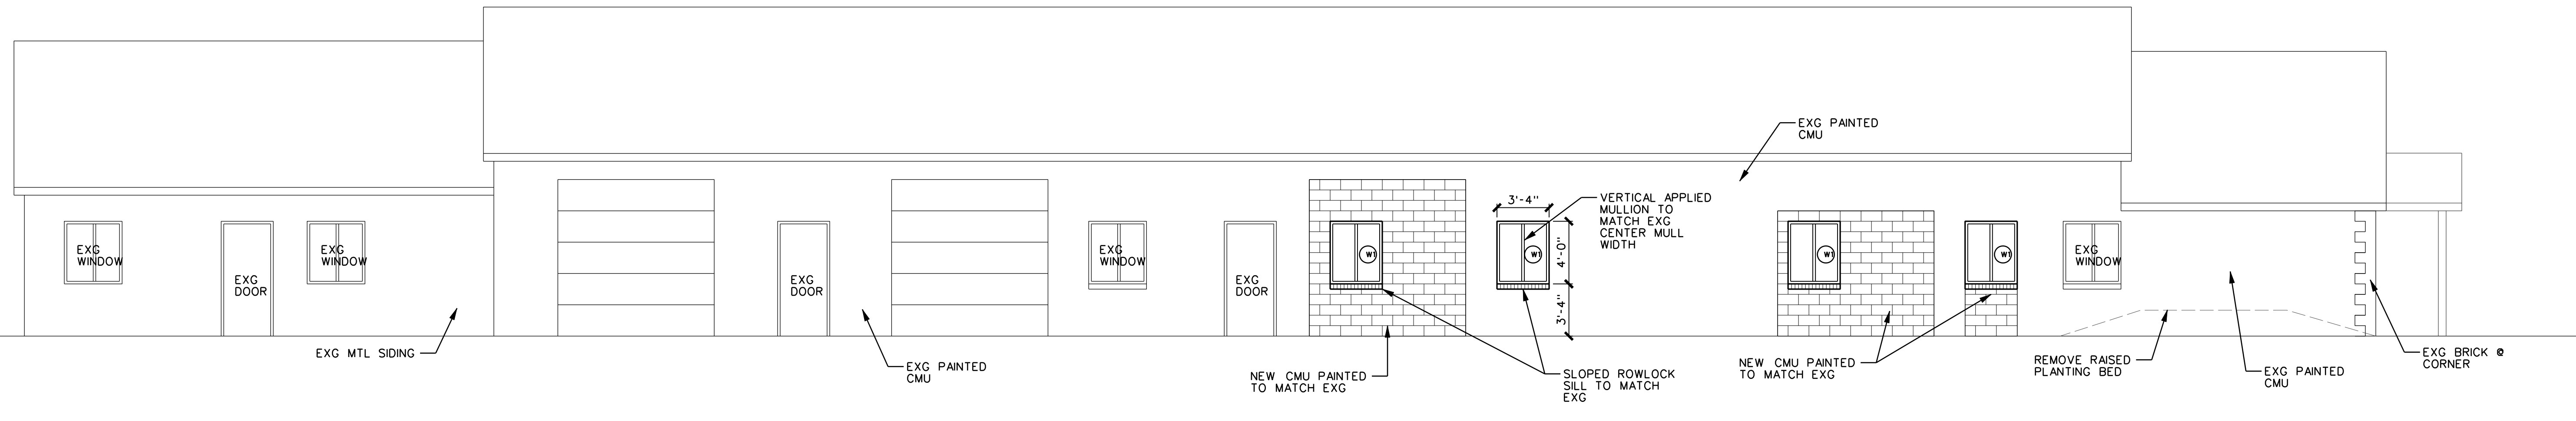 EXG PAINTED
CMU
3'-4"
VERTICAL APPLIED
MULLION TO
MATCH EXG
CENTER MULL
WIDTH
4'-0"
3'-4"
EXG
WINDOW
EXG
DOOR
EXG
WINDOW
EXG
DOOR
EXG
WINDOW
EXG
DOOR
W1
W1
W1
W1
EXG
WINDOW
EXG MTL SIDING
EXG PAINTED
CMU
NEW CMU PAINTED
TO MATCH EXG
SLOPED ROWLOCK
SILL TO MATCH
EXG
NEW CMU PAINTED
TO MATCH EXG
REMOVE RAISED
PLANTING BED
EXG PAINTED
CMU
EXG BRICK @
CORNER